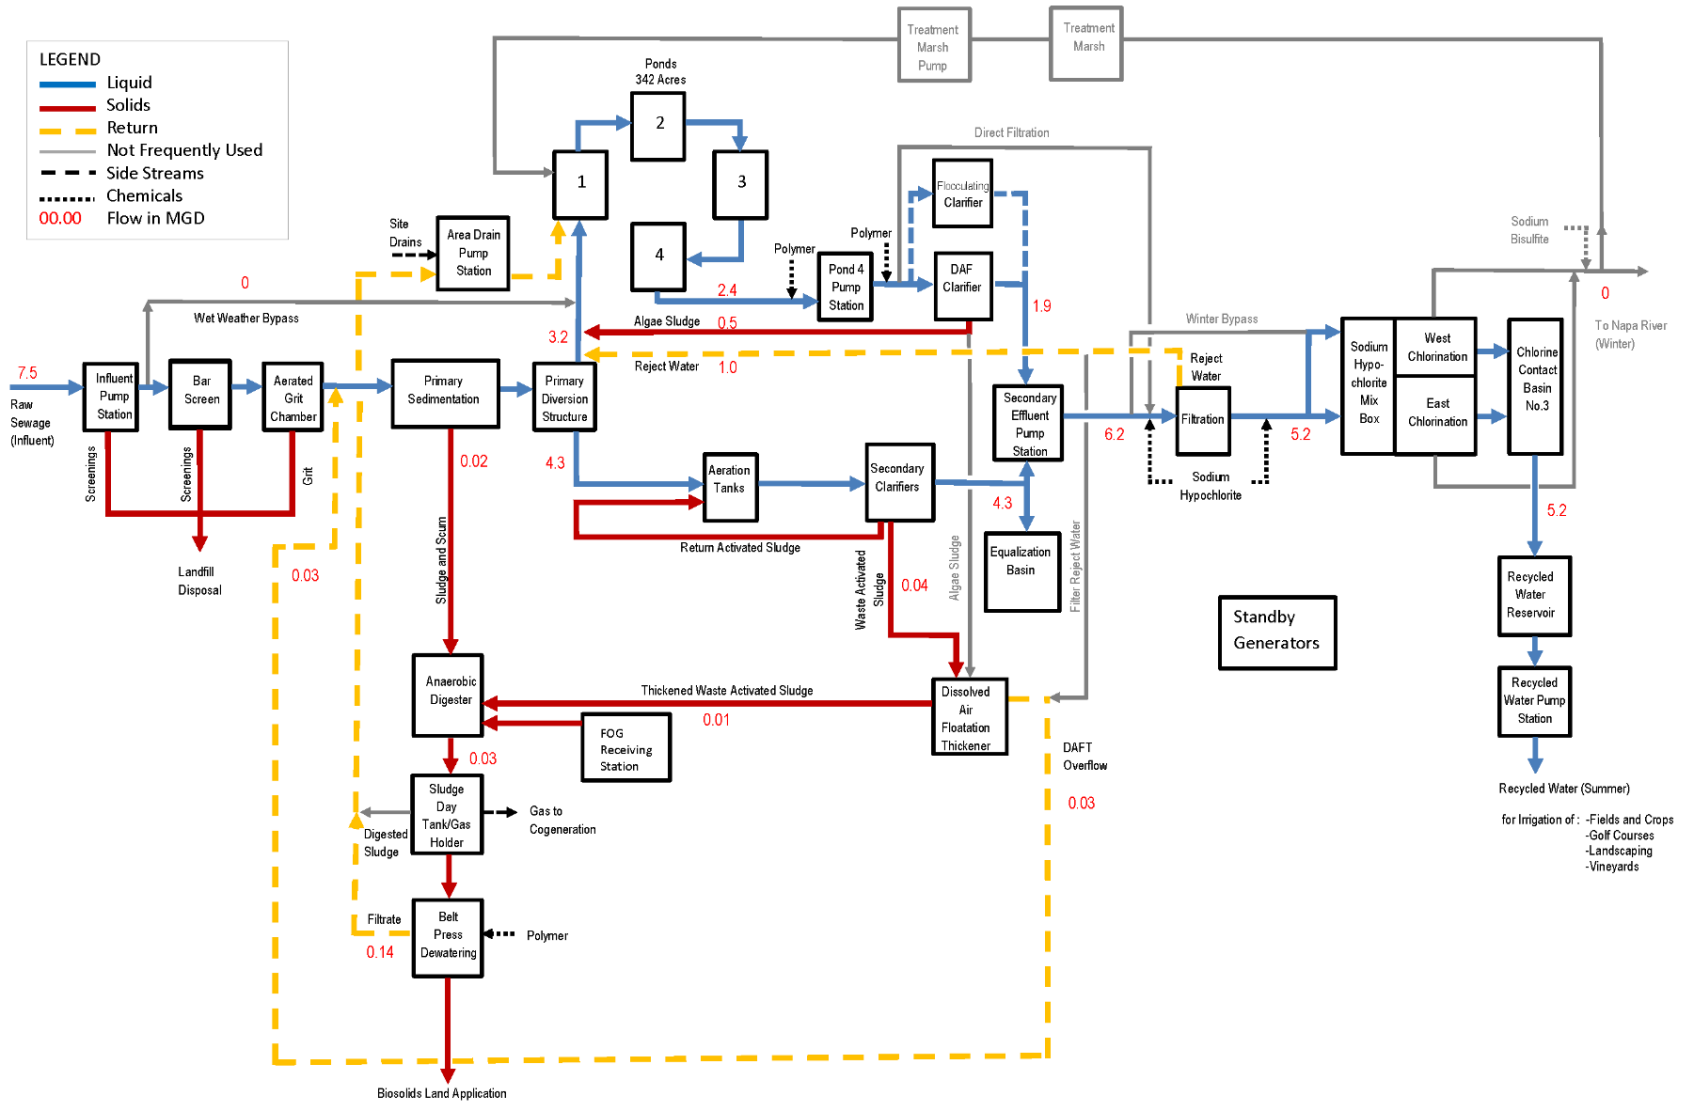 LEGEND
Liquid
Solids
Return
Not Frequently Used
Side Streams
Chemicals
00.00 Flow in MGD
Treatment
Marsh
Pump
Treatment
Marsh
Ponds
342 Acres
1
2
3
4
Site
Drains
Area Drain
Pump
Station
0
Wet Weather Bypass
Polymer
Polymer
Pond 4
Pump
Station
2.4
Direct Filtration
Flocculating
Clarifier
DAF
Clarifier
1.9
Algae Sludge
0.5
3.2
Reject Water
1.0
Winter Bypass
Reject
Water
Sodium
Bisulfite
0
To Napa River
(Winter)
7.5
Raw
Sewage
(Influent)
Influent
Pump
Station
Bar
Screen
Aerated
Grit
Chamber
Primary
Sedimentation
Primary
Diversion
Structure
Secondary
Effluent
Pump
Station
6.2
Filtration
5.2
Sodium
Hypochlorite
Sodium
Hypo-
chlorite
Mix
Box
West
Chlorination
East
Chlorination
Chlorine
Contact
Basin
No.3
Screenings
Screenings
Grit
Landfill
Disposal
0.03
0.02
Sludge and Scum
4.3
Aeration
Tanks
Secondary
Clarifiers
4.3
Return Activated Sludge
Waste Activated
Sludge
0.04
Algae Sludge
Equalization
Basin
Filter Reject Water
5.2
Recycled
Water
Reservoir
Standby
Generators
Recycled
Water Pump
Station
Recycled Water (Summer)
for Irrigation of : -Fields and Crops
-Golf Courses
-Landscaping
-Vineyards
Anaerobic
Digester
Thickened Waste Activated Sludge
0.01
FOG
Receiving
Station
Dissolved
Air
Floatation
Thickener
DAFT
Overflow
0.03
0.03
Sludge
Day
Tank/Gas
Holder
Gas to
Cogeneration
Digested
Sludge
Filtrate
0.14
Belt
Press
Dewatering
Polymer
Biosolids Land Application